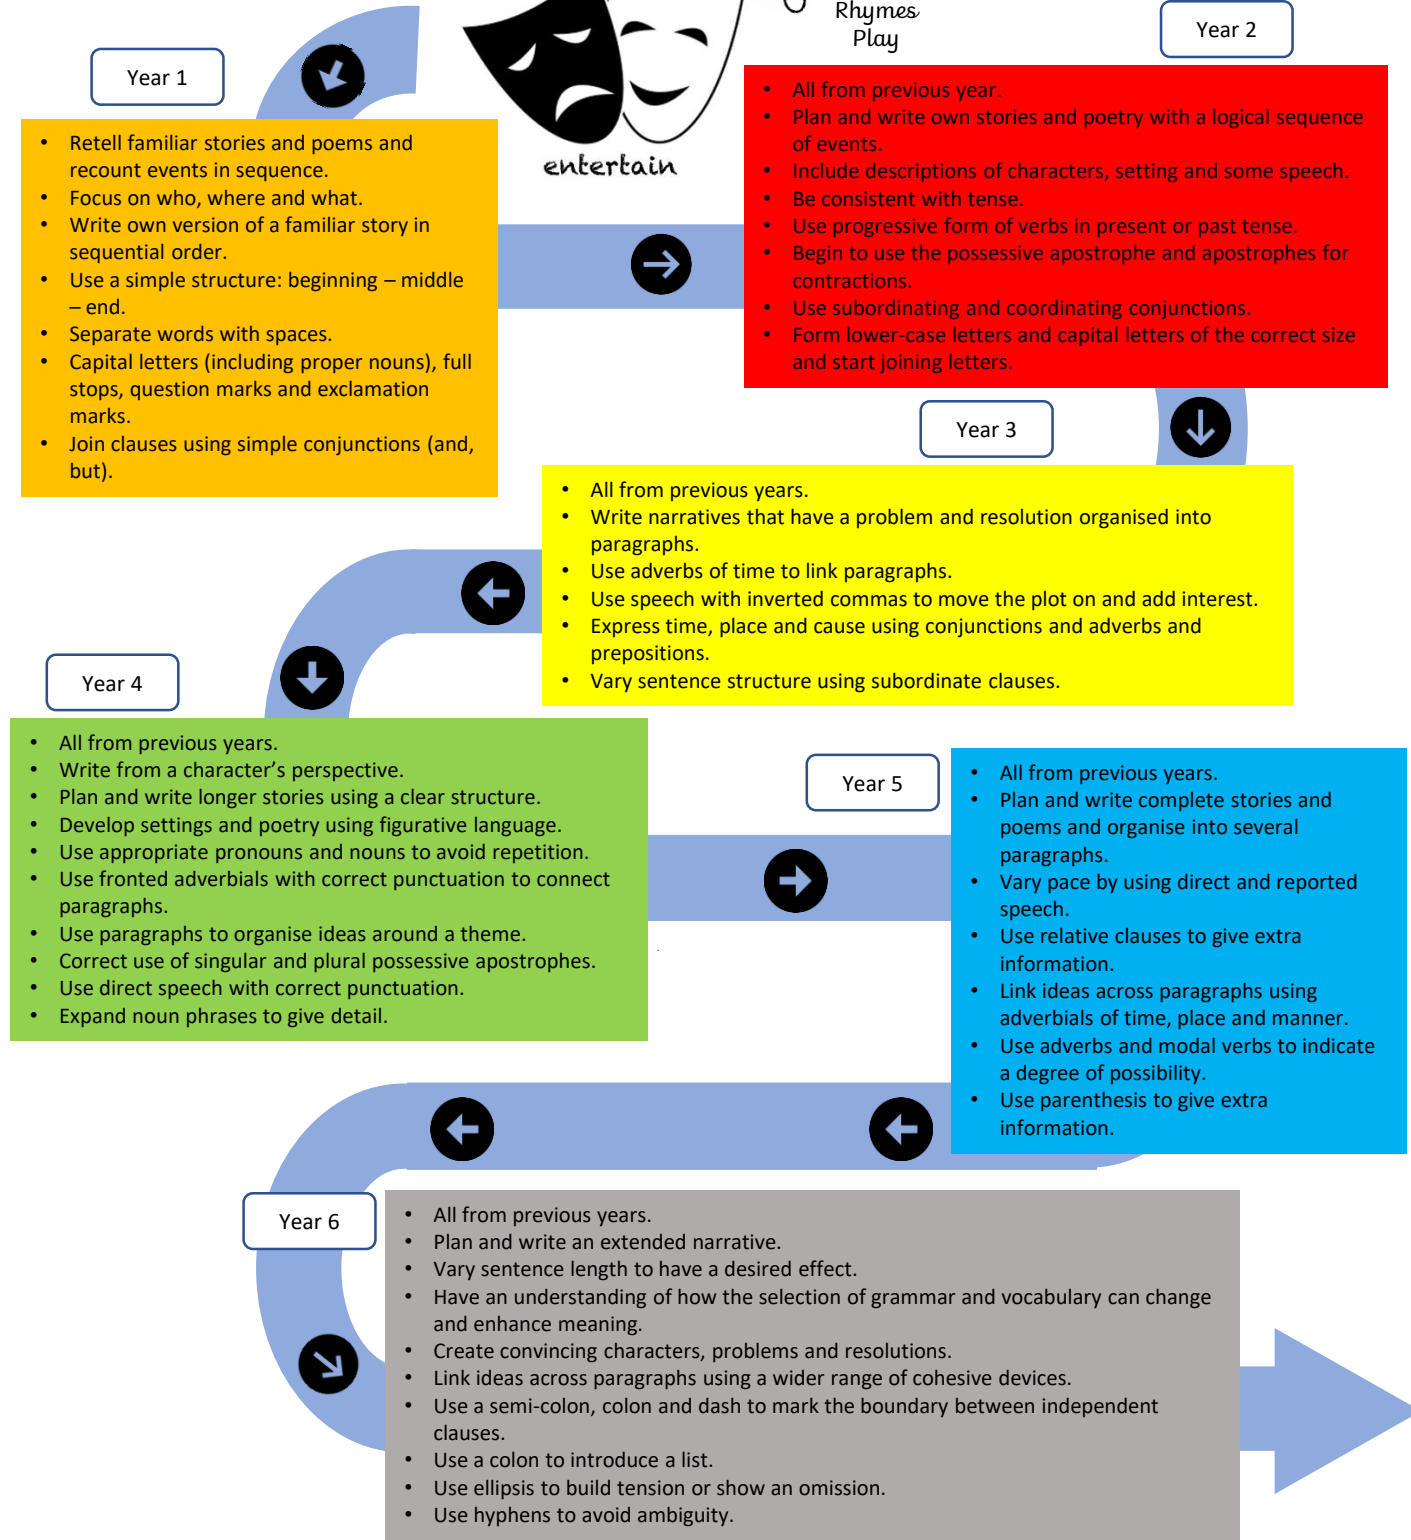 Rhymes
Play
entertain
Year 1
• Retell familiar stories and poems and
recount events in sequence.
• Focus on who, where and what.
• Write own version of a familiar story in
sequential order.
• Use a simple structure: beginning – middle
– end.
• Separate words with spaces.
• Capital letters (including proper nouns), full
stops, question marks and exclamation
marks.
• Join clauses using simple conjunctions (and,
but).
Year 2
• All from previous year.
• Plan and write own stories and poetry with a logical sequence
of events.
• Include descriptions of characters, setting and some speech.
• Be consistent with tense.
• Use progressive form of verbs in present or past tense.
• Begin to use the possessive apostrophe and apostrophes for
contractions.
• Use subordinating and coordinating conjunctions.
• Form lower-case letters and capital letters of the correct size
and start joining letters.
Year 3
• All from previous years.
• Write narratives that have a problem and resolution organised into
paragraphs.
• Use adverbs of time to link paragraphs.
• Use speech with inverted commas to move the plot on and add interest.
• Express time, place and cause using conjunctions and adverbs and
prepositions.
• Vary sentence structure using subordinate clauses.
Year 4
• All from previous years.
• Write from a character’s perspective.
• Plan and write longer stories using a clear structure.
• Develop settings and poetry using figurative language.
• Use appropriate pronouns and nouns to avoid repetition.
• Use fronted adverbials with correct punctuation to connect
paragraphs.
• Use paragraphs to organise ideas around a theme.
• Correct use of singular and plural possessive apostrophes.
• Use direct speech with correct punctuation.
• Expand noun phrases to give detail.
Year 5
• All from previous years.
• Plan and write complete stories and
poems and organise into several
paragraphs.
• Vary pace by using direct and reported
speech.
• Use relative clauses to give extra
information.
• Link ideas across paragraphs using
adverbials of time, place and manner.
• Use adverbs and modal verbs to indicate
a degree of possibility.
• Use parenthesis to give extra
information.
Year 6
• All from previous years.
• Plan and write an extended narrative.
• Vary sentence length to have a desired effect.
• Have an understanding of how the selection of grammar and vocabulary can change
and enhance meaning.
• Create convincing characters, problems and resolutions.
• Link ideas across paragraphs using a wider range of cohesive devices.
• Use a semi-colon, colon and dash to mark the boundary between independent
clauses.
• Use a colon to introduce a list.
• Use ellipsis to build tension or show an omission.
• Use hyphens to avoid ambiguity.